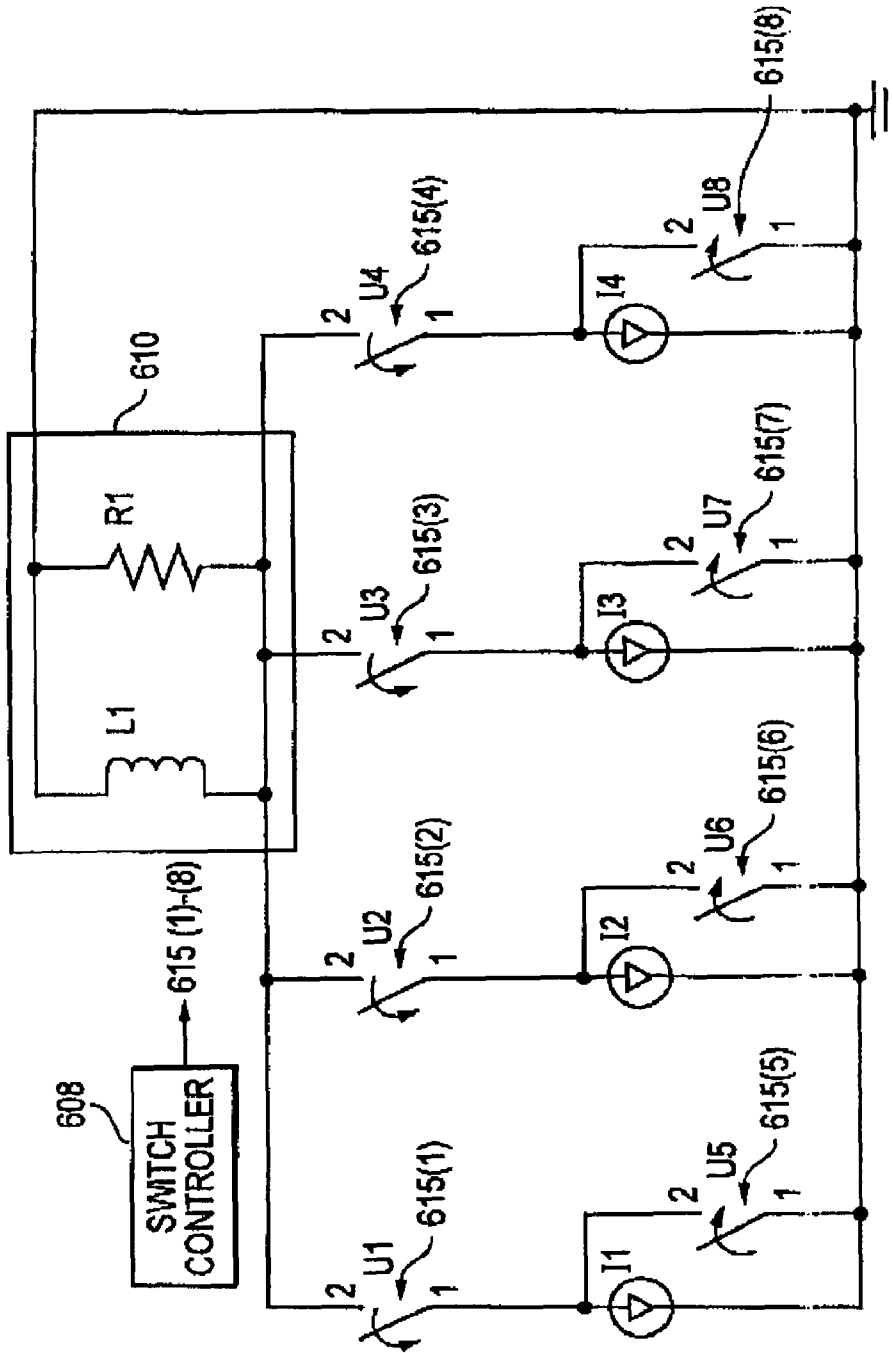 608
SWITCH
CONTROLLER
615 (1)-(8)
610
L1
R1
2
U1
615(1)
1
2
U2
615(2)
1
2
U3
615(3)
1
2
U4
615(4)
1
I1
2
U5
615(5)
1
I2
2
U6
615(6)
1
I3
2
U7
615(7)
1
I4
2
U8
615(8)
1